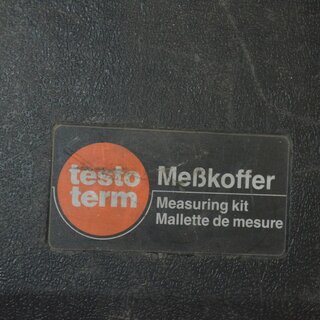 testo
term
Meßkoffer
Measuring kit
Mallette de mesure